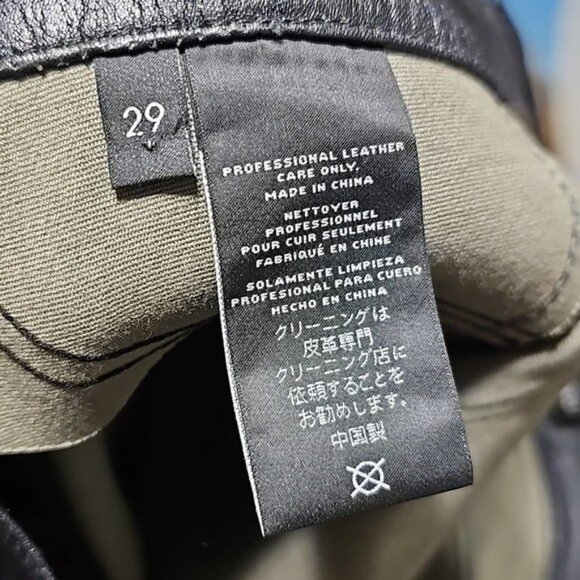 29
PROFESSIONAL LEATHER
CARE ONLY.
MADE IN CHINA
NETTOYER
PROFESSIONNEL
POUR CUIR SEULEMENT
FABRIQUÉ EN CHINE
SOLAMENTE LIMPIEZA
PROFESIONAL PARA CUERO
HECHO EN CHINA
クリーニングは
皮革専門
クリーニング店に
依頼することを
お勧めします。
中国製